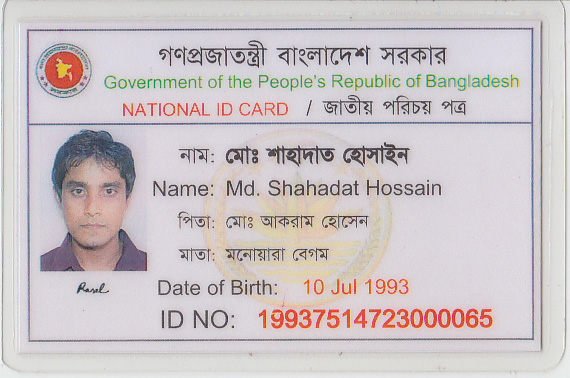 গণপ্রজাতন্ত্রী বাংলাদেশ সরকার
Government of the People's Republic of Bangladesh
NATIONAL ID CARD / জাতীয় পরিচয় পত্র
নাম: মোঃ শাহাদাত হোসাইন
Name: Md. Shahadat Hossain
পিতা: মোঃ আকরাম হোসেন
মাতা: মনোয়ারা বেগম
Rasel
Date of Birth: 10 Jul 1993
ID NO: 19937514723000065